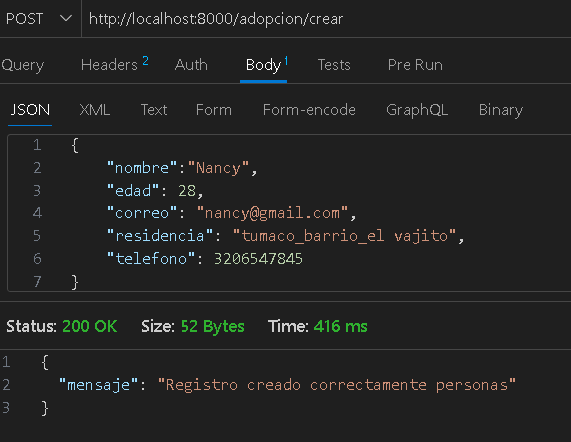 POST http://localhost:8000/adopcion/crear
Query Headers 2 Auth Body 1 Tests Pre Run
JSON XML Text Form Form-encode GraphQL Binary
1 {
2 "nombre":"Nancy",
3 "edad": 28,
4 "correo": "nancy@gmail.com",
5 "residencia": "tumaco_barrio_el vajito",
6 "telefono": 3206547845
7 }
Status: 200 OK Size: 52 Bytes Time: 416 ms
1 {
2 "mensaje": "Registro creado correctamente personas"
3 }